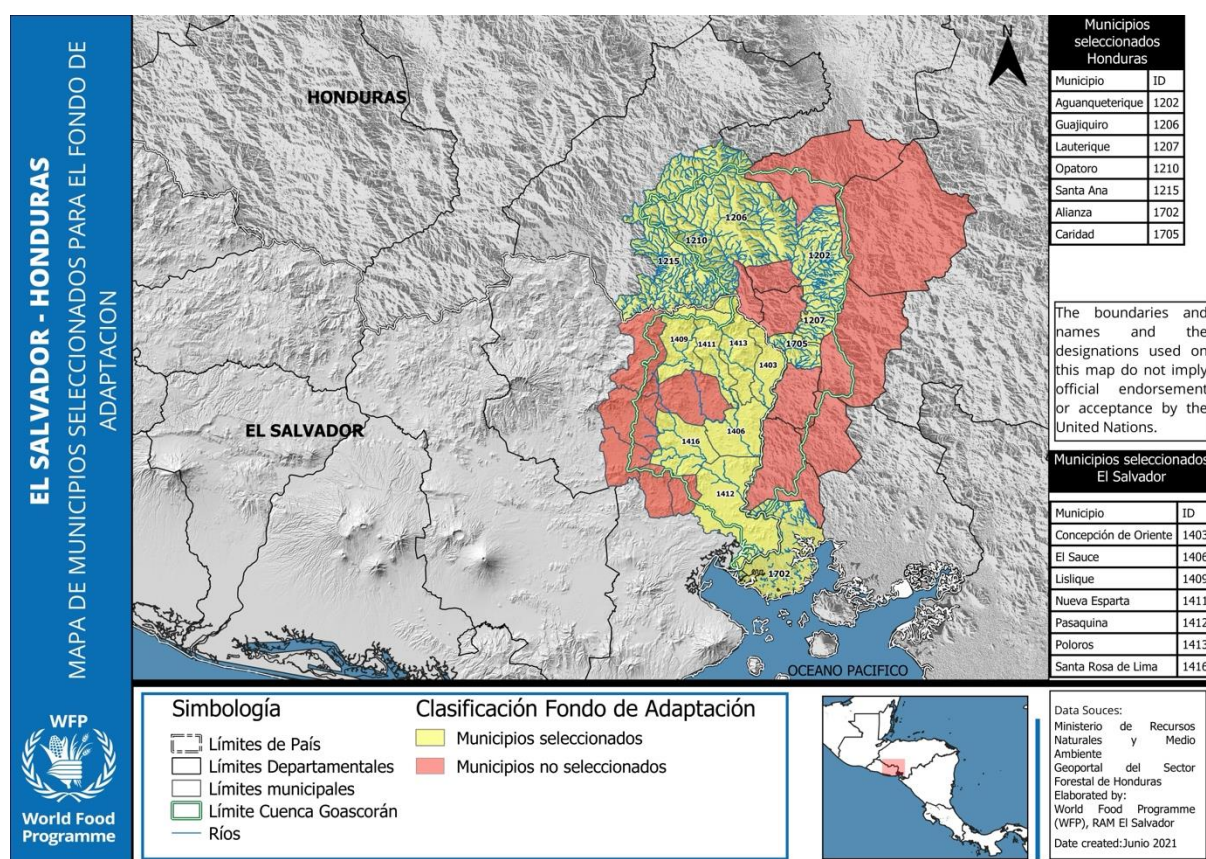 EL SALVADOR - HONDURAS
MAPA DE MUNICIPIOS SELECCIONADOS PARA EL FONDO DE
ADAPTACION
WFP
World Food
Programme
HONDURAS
EL SALVADOR
OCEANO PACIFICO
N
1206
1210
1215
1202
1207
1705
1409
1411
1413
1403
1406
1416
1412
1702
Municipios
seleccionados
Honduras
Municipio ID
Aguanqueterique 1202
Guajiquiro 1206
Lauterique 1207
Opatoro 1210
Santa Ana 1215
Alianza 1702
Caridad 1705
The boundaries and
names and the
designations used on
this map do not imply
official endorsement
or acceptance by the
United Nations.
Municipios seleccionados
El Salvador
Municipio ID
Concepción de Oriente 1403
El Sauce 1406
Lislique 1409
Nueva Esparta 1411
Pasaquina 1412
Poloros 1413
Santa Rosa de Lima 1416
Simbología
Límites de País
Límites Departamentales
Límites municipales
Límite Cuenca Goascorán
Ríos
Clasificación Fondo de Adaptación
Municipios seleccionados
Municipios no seleccionados
Data Souces:
Ministerio de Recursos
Naturales y Medio
Ambiente
Geoportal del Sector
Forestal de Honduras
Elaborated by:
World Food Programme
(WFP), RAM El Salvador
Date created:Junio 2021